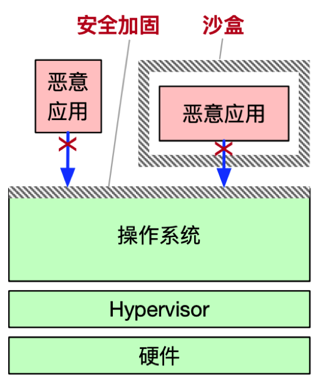 安全加固
沙盒
恶意
应用
恶意应用
操作系统
Hypervisor
硬件